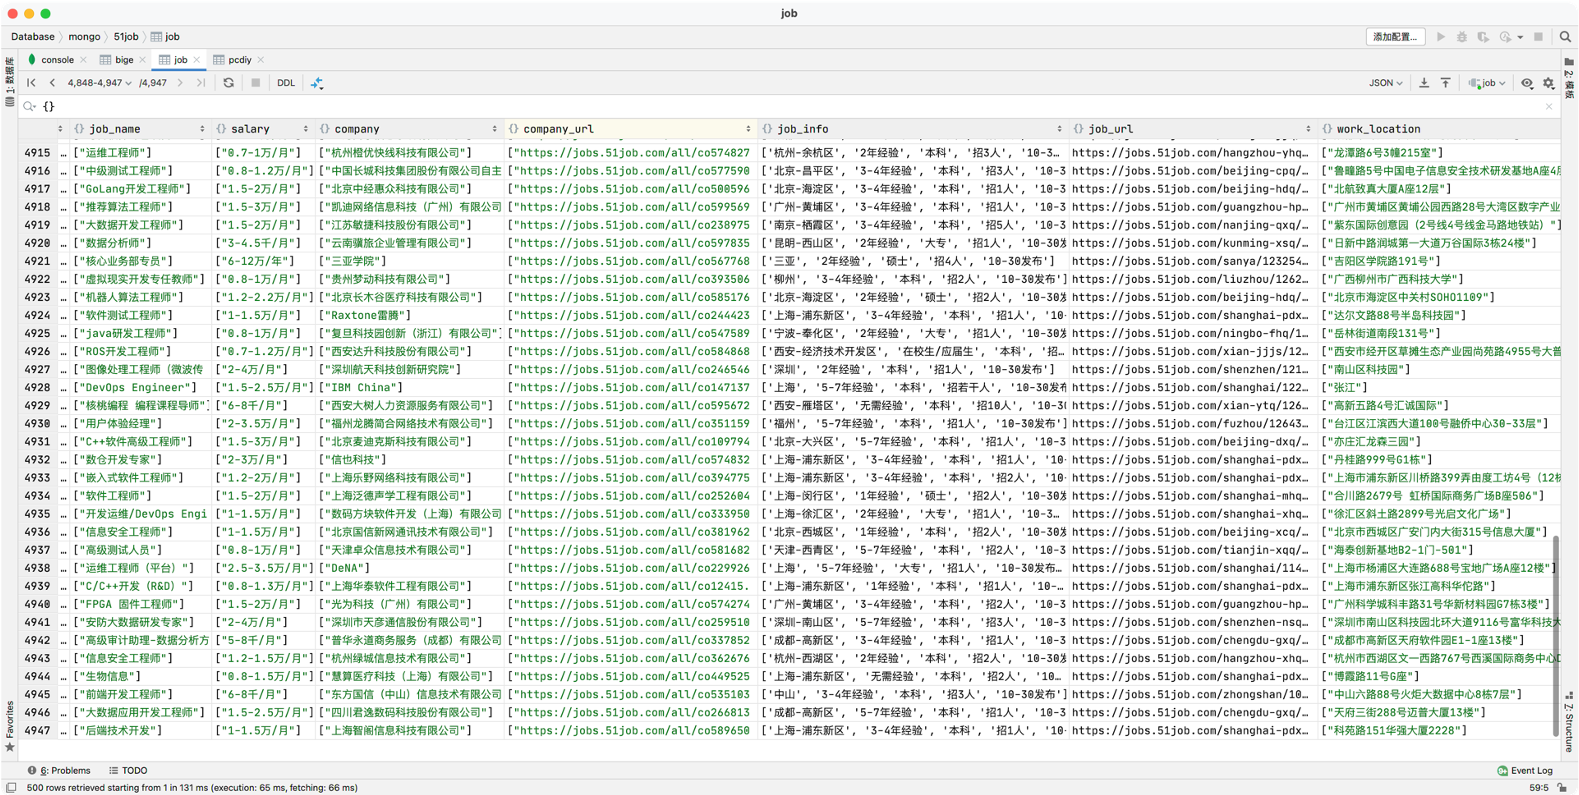 job
Database mongo 51job job 添加配置...
console bige job pcdiy
4,848-4,947 /4,947 DDL JSON job
{}
job_name salary company company_url job_info job_url work_location
4915 … ["运维工程师"] ["0.7-1万/月"] ["杭州橙优快线科技有限公司"] ["https://jobs.51job.com/all/co574827 ['杭州-余杭区', '2年经验', '本科', '招3人', '10-3… https://jobs.51job.com/hangzhou-yhq… ["龙潭路6号3幢215室"]
4916 … ["中级测试工程师"] ["0.8-1.2万/月"] ["中国长城科技集团股份有限公司自主 ["https://jobs.51job.com/all/co577590 ['北京-昌平区', '3-4年经验', '本科', '招3人', '10-3 https://jobs.51job.com/beijing-cpq/… ["鲁疃路5号中国电子信息安全技术研发基地A座4层
4917 … ["GoLang开发工程师"] ["1.5-2万/月"] ["北京中经惠众科技有限公司"] ["https://jobs.51job.com/all/co500596 ['北京-海淀区', '3-4年经验', '本科', '招1人', '10-3 https://jobs.51job.com/beijing-hdq/… ["北航致真大厦A座12层"]
4918 … ["推荐算法工程师"] ["1.5-3万/月"] ["凯迪网络信息科技（广州）有限公司 ["https://jobs.51job.com/all/co599569 ['广州-黄埔区', '3-4年经验', '本科', '招1人', '10-3 https://jobs.51job.com/guangzhou-hp… ["广州市黄埔区黄埔公园西路28号大湾区数字产业
4919 … ["大数据开发工程师"] ["1.5-2万/月"] ["江苏敏捷科技股份有限公司"] ["https://jobs.51job.com/all/co238975 ['南京-栖霞区', '3-4年经验', '本科', '招5人', '10-3 https://jobs.51job.com/nanjing-qxq/… ["紫东国际创意园（2号线4号线金马路地铁站）"]
4920 … ["数据分析师"] ["3-4.5千/月"] ["云南骥旅企业管理有限公司"] ["https://jobs.51job.com/all/co597835 ['昆明-西山区', '2年经验', '大专', '招1人', '10-30发 https://jobs.51job.com/kunming-xsq/… ["日新中路润城第一大道万谷国际3栋24楼"]
4921 … ["核心业务部专员"] ["6-12万/年"] ["三亚学院"] ["https://jobs.51job.com/all/co567768 ['三亚', '2年经验', '硕士', '招4人', '10-30发布'] https://jobs.51job.com/sanya/123254… ["吉阳区学院路191号"]
4922 … ["虚拟现实开发专任教师"] ["0.8-1万/月"] ["贵州梦动科技有限公司"] ["https://jobs.51job.com/all/co393506 ['柳州', '3-4年经验', '本科', '招2人', '10-30发布'] https://jobs.51job.com/liuzhou/1262… ["广西柳州市广西科技大学"]
4923 … ["机器人算法工程师"] ["1.2-2.2万/月"] ["北京长木谷医疗科技有限公司"] ["https://jobs.51job.com/all/co585176 ['北京-海淀区', '2年经验', '硕士', '招2人', '10-30发 https://jobs.51job.com/beijing-hdq/… ["北京市海淀区中关村SOHO1109"]
4924 … ["软件测试工程师"] ["1-1.5万/月"] ["Raxtone雷腾"] ["https://jobs.51job.com/all/co244423 ['上海-浦东新区', '3-4年经验', '本科', '招1人', '10 https://jobs.51job.com/shanghai-pdx… ["达尔文路88号半岛科技园"]
4925 … ["java研发工程师"] ["0.8-1万/月"] ["复旦科技园创新（浙江）有限公司"] ["https://jobs.51job.com/all/co547589 ['宁波-奉化区', '2年经验', '大专', '招1人', '10-30发 https://jobs.51job.com/ningbo-fhq/1… ["岳林街道南段131号"]
4926 … ["ROS开发工程师"] ["0.7-1.2万/月"] ["西安达升科技股份有限公司"] ["https://jobs.51job.com/all/co584868 ['西安-经济技术开发区', '在校生/应届生', '本科', '招… https://jobs.51job.com/xian-jjjs/12… ["西安市经开区草滩生态产业园尚苑路4955号大普
4927 … ["图像处理工程师（微波传 ["2-4万/月"] ["深圳航天科技创新研究院"] ["https://jobs.51job.com/all/co246546 ['深圳', '2年经验', '本科', '招1人', '10-30发布'] https://jobs.51job.com/shenzhen/121… ["南山区科技园"]
4928 … ["DevOps Engineer"] ["1.5-2.5万/月"] ["IBM China"] ["https://jobs.51job.com/all/co147137 ['上海', '5-7年经验', '本科', '招若干人', '10-30发布 https://jobs.51job.com/shanghai/122… ["张江"]
4929 … ["核桃编程 编程课程导师"] ["6-8千/月"] ["西安大树人力资源服务有限公司"] ["https://jobs.51job.com/all/co595672 ['西安-雁塔区', '无需经验', '本科', '招10人', '10-30 https://jobs.51job.com/xian-ytq/126… ["高新五路4号汇诚国际"]
4930 … ["用户体验经理"] ["2-3.5万/月"] ["福州龙腾简合网络技术有限公司"] ["https://jobs.51job.com/all/co351159 ['福州', '5-7年经验', '本科', '招1人', '10-30发布'] https://jobs.51job.com/fuzhou/12643… ["台江区江滨西大道100号融侨中心30-33层"]
4931 … ["C++软件高级工程师"] ["1.5-3万/月"] ["北京麦迪克斯科技有限公司"] ["https://jobs.51job.com/all/co109794 ['北京-大兴区', '5-7年经验', '本科', '招1人', '10-3 https://jobs.51job.com/beijing-dxq/… ["亦庄汇龙森三园"]
4932 … ["数仓开发专家"] ["2-3万/月"] ["信也科技"] ["https://jobs.51job.com/all/co574832 ['上海-浦东新区', '3-4年经验', '本科', '招1人', '10 https://jobs.51job.com/shanghai-pdx… ["丹桂路999号G1栋"]
4933 … ["嵌入式软件工程师"] ["1.2-2万/月"] ["上海乐野网络科技有限公司"] ["https://jobs.51job.com/all/co394775 ['上海-浦东新区', '3-4年经验', '本科', '招2人', '10 https://jobs.51job.com/shanghai-pdx… ["上海市浦东新区川桥路399弄由度工坊4号（12栋
4934 … ["软件工程师"] ["1.5-2万/月"] ["上海泛德声学工程有限公司"] ["https://jobs.51job.com/all/co252604 ['上海-闵行区', '1年经验', '硕士', '招2人', '10-30发 https://jobs.51job.com/shanghai-mhq… ["合川路2679号 虹桥国际商务广场B座506"]
4935 … ["开发运维/DevOps Engi ["1-1.5万/月"] ["数码方块软件开发（上海）有限公司 ["https://jobs.51job.com/all/co333950 ['上海-徐汇区', '2年经验', '大专', '招1人', '10-30发 https://jobs.51job.com/shanghai-xhq… ["徐汇区斜土路2899号光启文化广场"]
4936 … ["信息安全工程师"] ["1-1.5万/月"] ["北京国信新网通讯技术有限公司"] ["https://jobs.51job.com/all/co381962 ['北京-西城区', '1年经验', '本科', '招2人', '10-30发 https://jobs.51job.com/beijing-xcq/… ["北京市西城区广安门内大街315号信息大厦"]
4937 … ["高级测试人员"] ["0.8-1万/月"] ["天津卓众信息技术有限公司"] ["https://jobs.51job.com/all/co581682 ['天津-西青区', '5-7年经验', '本科', '招2人', '10-3 https://jobs.51job.com/tianjin-xqq/… ["海泰创新基地B2-1门-501"]
4938 … ["运维工程师（平台）"] ["2.5-3.5万/月"] ["DeNA"] ["https://jobs.51job.com/all/co229926 ['上海', '5-7年经验', '大专', '招1人', '10-30发布… https://jobs.51job.com/shanghai/114… ["上海市杨浦区大连路688号宝地广场A座12楼"]
4939 … ["C/C++开发（R&D）"] ["0.8-1.3万/月"] ["上海华泰软件工程有限公司"] ["https://jobs.51job.com/all/co12415. ['上海-浦东新区', '1年经验', '本科', '招1人', '10-… https://jobs.51job.com/shanghai-pdx… ["上海市浦东新区张江高科华佗路"]
4940 … ["FPGA 固件工程师"] ["1.5-2万/月"] ["光为科技（广州）有限公司"] ["https://jobs.51job.com/all/co574274 ['广州-黄埔区', '3-4年经验', '本科', '招2人', '10-3 https://jobs.51job.com/guangzhou-hp… ["广州科学城科丰路31号华新材料园G7栋3楼"]
4941 … ["安防大数据研发专家"] ["2-4万/月"] ["深圳市天彦通信股份有限公司"] ["https://jobs.51job.com/all/co259510 ['深圳-南山区', '5-7年经验', '本科', '招1人', '10-3 https://jobs.51job.com/shenzhen-nsq… ["深圳市南山区科技园北环大道9116号富华科技大
4942 … ["高级审计助理-数据分析方 ["5-8千/月"] ["普华永道商务服务（成都）有限公司 ["https://jobs.51job.com/all/co337852 ['成都-高新区', '3-4年经验', '本科', '招1人', '10-3 https://jobs.51job.com/chengdu-gxq/… ["成都市高新区天府软件园E1-1座13楼"]
4943 … ["信息安全工程师"] ["1.2-1.5万/月"] ["杭州绿城信息技术有限公司"] ["https://jobs.51job.com/all/co362676 ['杭州-西湖区', '2年经验', '本科', '招2人', '10-30发 https://jobs.51job.com/hangzhou-xhq… ["杭州市西湖区文一西路767号西溪国际商务中心D
4944 … ["生物信息"] ["0.8-1.5万/月"] ["慧算医疗科技（上海）有限公司"] ["https://jobs.51job.com/all/co449525 ['上海-浦东新区', '无需经验', '本科', '招2人', '10-… https://jobs.51job.com/shanghai-pdx… ["博霞路11号G座"]
4945 … ["前端开发工程师"] ["6-8千/月"] ["东方国信（中山）信息技术有限公司 ["https://jobs.51job.com/all/co535103 ['中山', '3-4年经验', '本科', '招3人', '10-30发布'] https://jobs.51job.com/zhongshan/10… ["中山六路88号火炬大数据中心8栋7层"]
4946 … ["大数据应用开发工程师"] ["1.5-2.5万/月"] ["四川君逸数码科技股份有限公司"] ["https://jobs.51job.com/all/co266813 ['成都-高新区', '5-7年经验', '本科', '招1人', '10-3 https://jobs.51job.com/chengdu-gxq/… ["天府三街288号迈普大厦13楼"]
4947 … ["后端技术开发"] ["1-1.5万/月"] ["上海智阁信息科技有限公司"] ["https://jobs.51job.com/all/co589650 ['上海-浦东新区', '3-4年经验', '本科', '招1人', '10 https://jobs.51job.com/shanghai-pdx… ["科苑路151华强大厦2228"]
1: 数据库
Favorites
Z: Structure
6: Problems TODO Event Log
500 rows retrieved starting from 1 in 131 ms (execution: 65 ms, fetching: 66 ms) 59:5